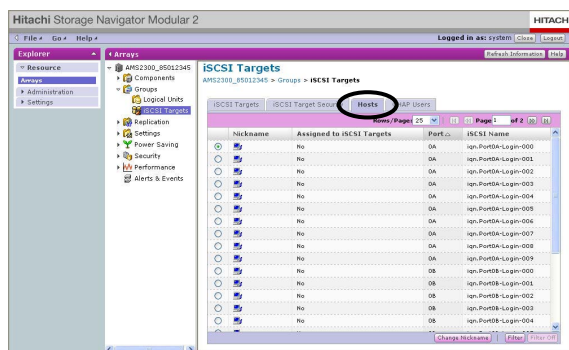 Hitachi Storage Navigator Modular 2
HITACHI
File Go Help
Logged in as: system Close Logout
Explorer
Resource
Arrays
Administration
Settings
Arrays
Refresh Information Help
AMS2300_85012345
Components
Groups
Logical Units
iSCSI Targets
Replication
Settings
Power Saving
Security
Performance
Alerts & Events
iSCSI Targets
AMS2300_85012345 > Groups > iSCSI Targets
iSCSI Targets iSCSI Target Secur Hosts AP Users
Rows/Page: 25 Page 1 of 2
Nickname Assigned to iSCSI Targets Port iSCSI Name
No 0A iqn.Port0A-Login-000
No 0A iqn.Port0A-Login-001
No 0A iqn.Port0A-Login-002
No 0A iqn.Port0A-Login-003
No 0A iqn.Port0A-Login-004
No 0A iqn.Port0A-Login-005
No 0A iqn.Port0A-Login-006
No 0A iqn.Port0A-Login-007
No 0A iqn.Port0A-Login-008
No 0A iqn.Port0A-Login-009
No 0B iqn.Port0B-Login-000
No 0B iqn.Port0B-Login-001
No 0B iqn.Port0B-Login-002
No 0B iqn.Port0B-Login-003
No 0B iqn.Port0B-Login-004
Change Nickname | Filter Filter Off